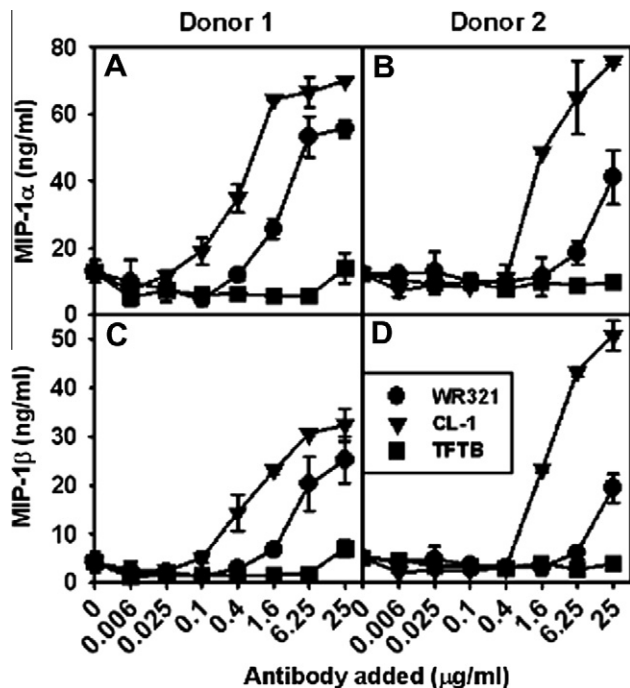 Donor 1 Donor 2
A B
80
60
40
20
0
MIP-1α (ng/ml)
C D
50
40
30
20
10
0
MIP-1β (ng/ml)
WR321
CL-1
TFTB
0 0.006 0.025 0.1 0.4 1.6 6.25 25 0 0.006 0.025 0.1 0.4 1.6 6.25 25
Antibody added (μg/ml)